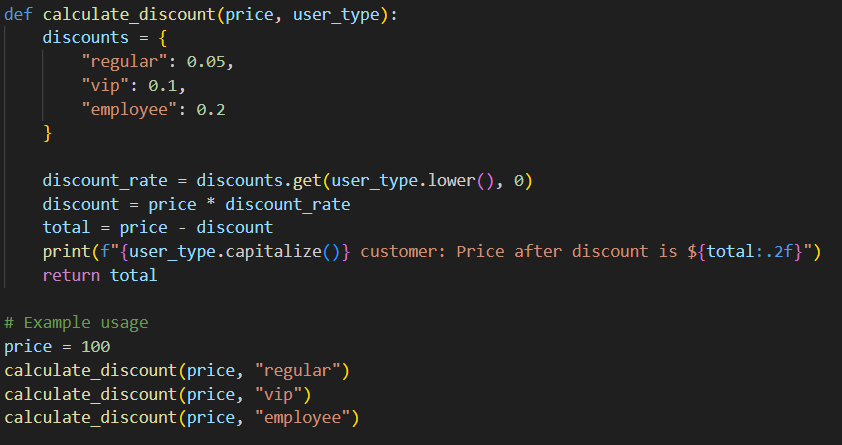 def calculate_discount(price, user_type):
    discounts = {
        "regular": 0.05,
        "vip": 0.1,
        "employee": 0.2
    }

    discount_rate = discounts.get(user_type.lower(), 0)
    discount = price * discount_rate
    total = price - discount
    print(f"{user_type.capitalize()} customer: Price after discount is ${total:.2f}")
    return total

# Example usage
price = 100
calculate_discount(price, "regular")
calculate_discount(price, "vip")
calculate_discount(price, "employee")